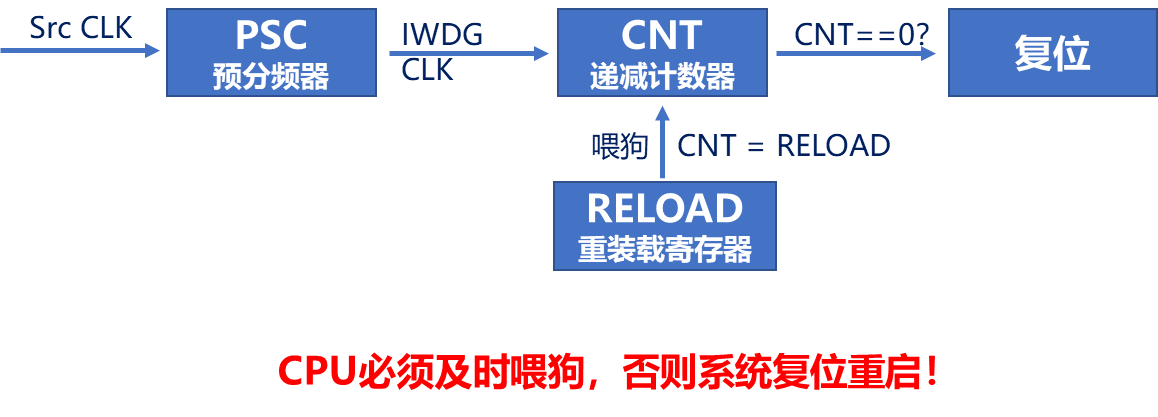 Src CLK
PSC
预分频器
IWDG
CLK
CNT
递减计数器
CNT==0?
复位
喂狗
CNT = RELOAD
RELOAD
重装载寄存器
CPU必须及时喂狗，否则系统复位重启！